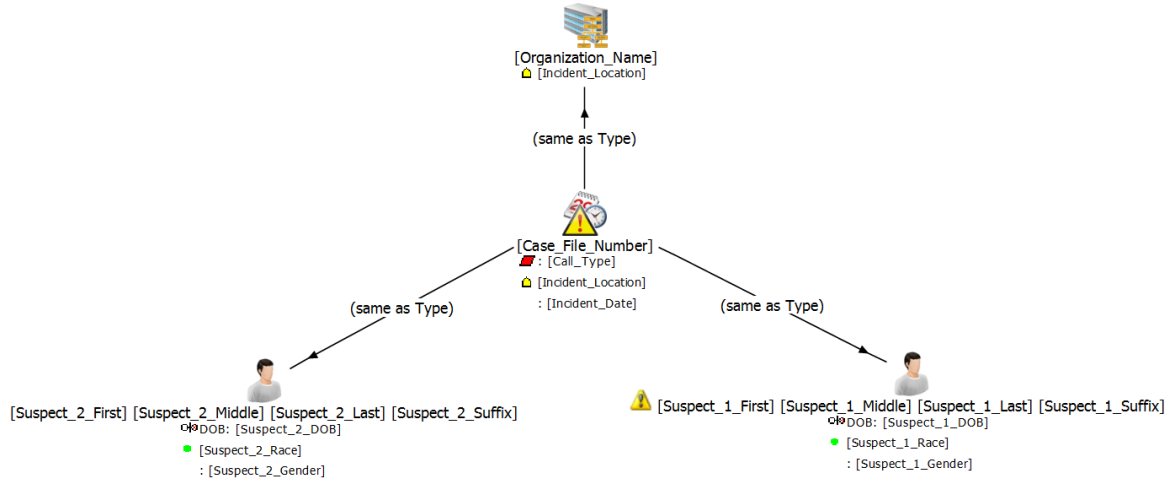 [Organization_Name]
[Incident_Location]
(same as Type)
[Case_File_Number]
: [Call_Type]
[Incident_Location]
: [Incident_Date]
(same as Type)
(same as Type)
[Suspect_2_First] [Suspect_2_Middle] [Suspect_2_Last] [Suspect_2_Suffix]
DOB: [Suspect_2_DOB]
[Suspect_2_Race]
: [Suspect_2_Gender]
[Suspect_1_First] [Suspect_1_Middle] [Suspect_1_Last] [Suspect_1_Suffix]
DOB: [Suspect_1_DOB]
[Suspect_1_Race]
: [Suspect_1_Gender]